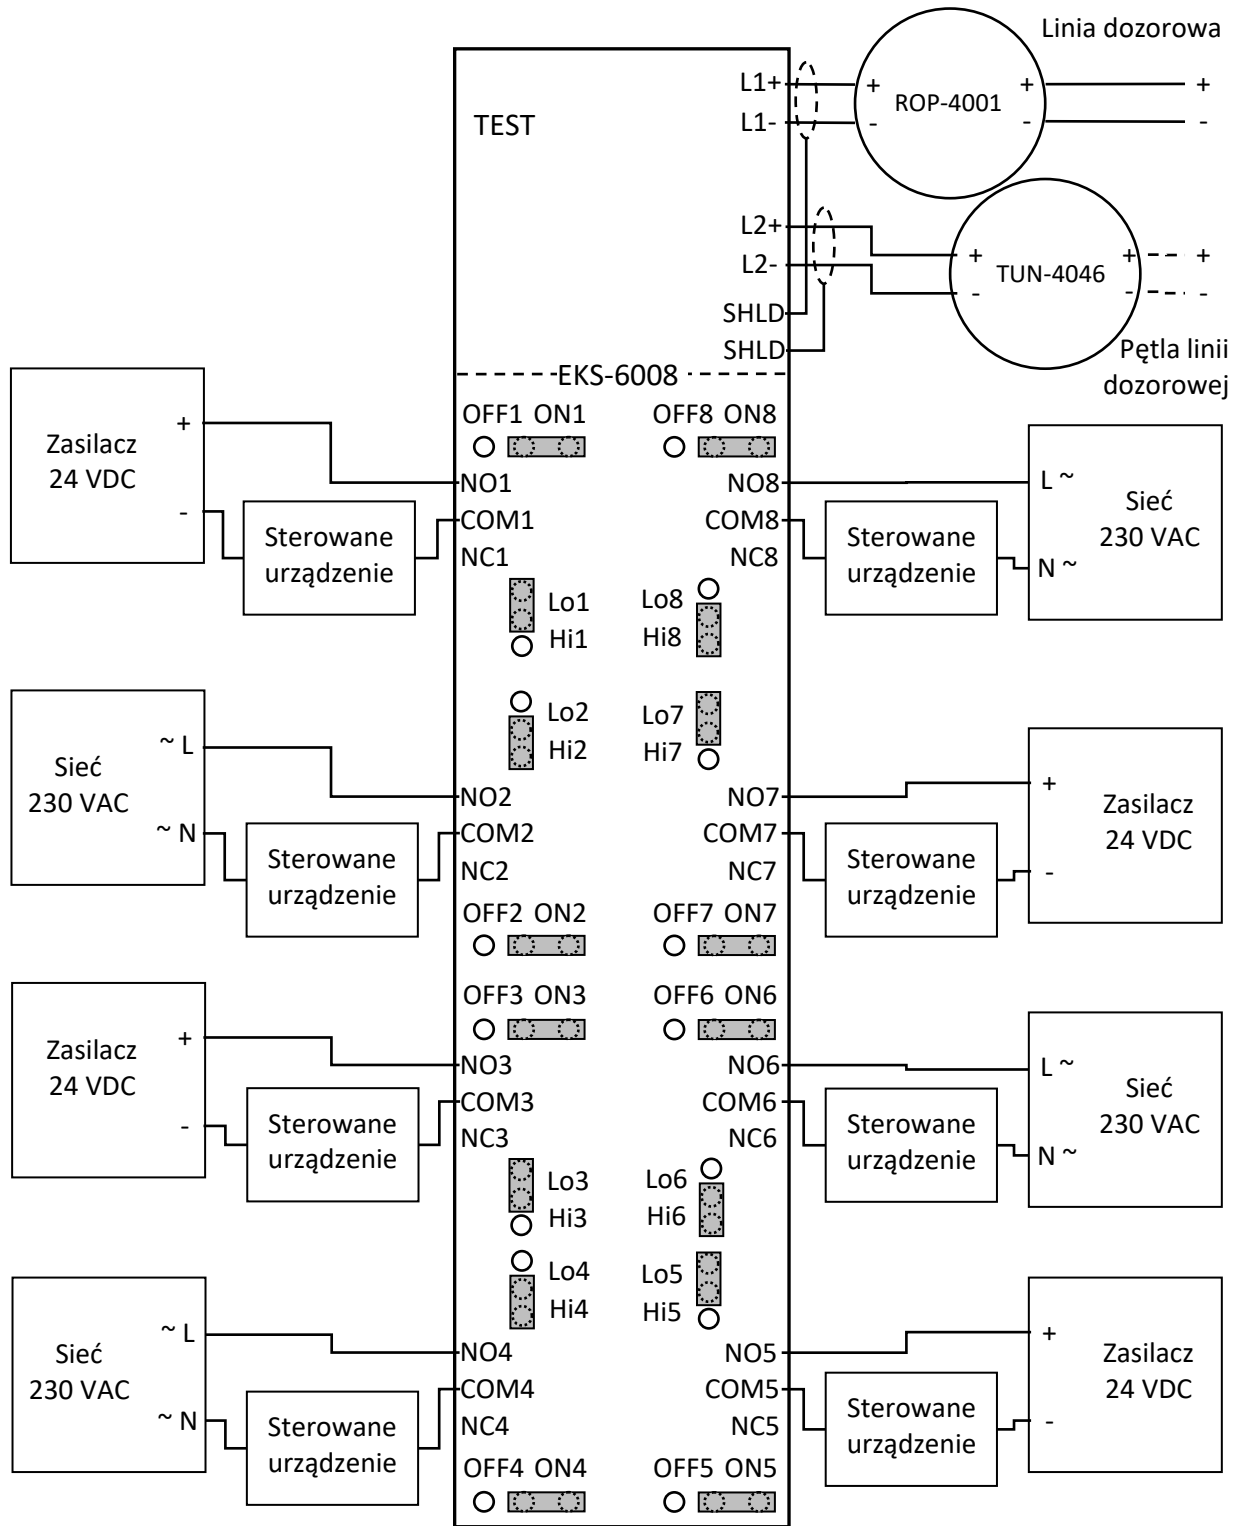 Linia dozorowa
L1+ + ROP-4001 + +
L1- - - -
TEST
L2+ + TUN-4046 + +
L2- - - -
SHLD
SHLD
Pętla linii
dozorowej
EKS-6008
Zasilacz
24 VDC
+
-
Sterowane
urządzenie
OFF1 ON1
NO1
COM1
NC1
Lo1
Hi1
OFF8 ON8
NO8
COM8
NC8
Lo8
Hi8
Sterowane
urządzenie
L ~
N ~
Sieć
230 VAC
Sieć
230 VAC
~ L
~ N
Sterowane
urządzenie
Lo2
Hi2
NO2
COM2
NC2
OFF2 ON2
Lo7
Hi7
NO7
COM7
NC7
OFF7 ON7
Sterowane
urządzenie
+
-
Zasilacz
24 VDC
Zasilacz
24 VDC
+
-
Sterowane
urządzenie
OFF3 ON3
NO3
COM3
NC3
Lo3
Hi3
OFF6 ON6
NO6
COM6
NC6
Lo6
Hi6
Sterowane
urządzenie
L ~
N ~
Sieć
230 VAC
Sieć
230 VAC
~ L
~ N
Sterowane
urządzenie
Lo4
Hi4
NO4
COM4
NC4
OFF4 ON4
Lo5
Hi5
NO5
COM5
NC5
OFF5 ON5
Sterowane
urządzenie
+
-
Zasilacz
24 VDC